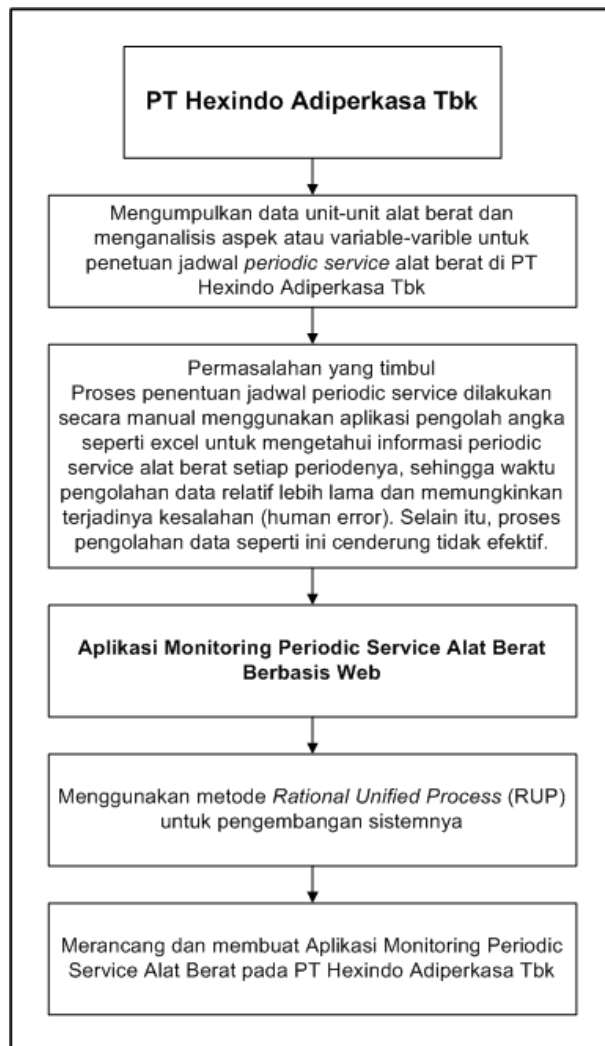 PT Hexindo Adiperkasa Tbk
Mengumpulkan data unit-unit alat berat dan
menganalisis aspek atau variable-varible untuk
penetuan jadwal periodic service alat berat di PT
Hexindo Adiperkasa Tbk
Permasalahan yang timbul
Proses penentuan jadwal periodic service dilakukan
secara manual menggunakan aplikasi pengolah angka
seperti excel untuk mengetahui informasi periodic
service alat berat setiap periodenya, sehingga waktu
pengolahan data relatif lebih lama dan memungkinkan
terjadinya kesalahan (human error). Selain itu, proses
pengolahan data seperti ini cenderung tidak efektif.
Aplikasi Monitoring Periodic Service Alat Berat
Berbasis Web
Menggunakan metode Rational Unified Process (RUP)
untuk pengembangan sistemnya
Merancang dan membuat Aplikasi Monitoring Periodic
Service Alat Berat pada PT Hexindo Adiperkasa Tbk